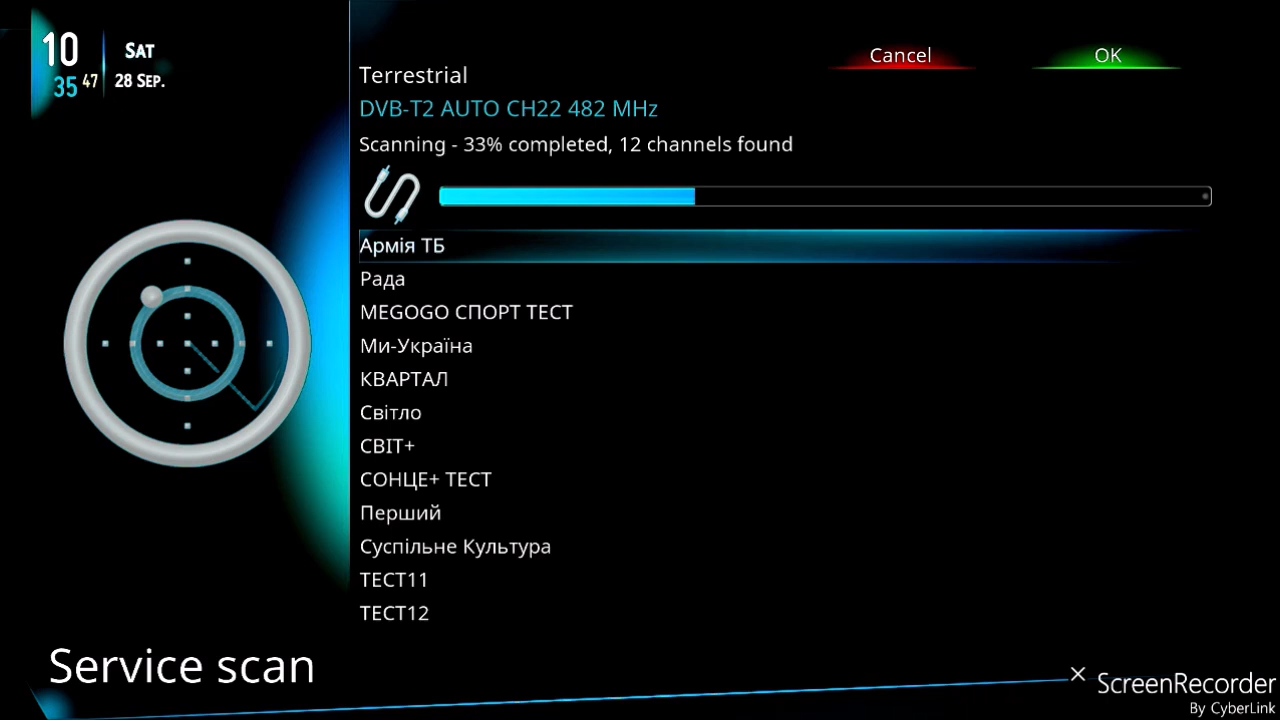 10
35 47
SAT
28 SEP.
Cancel
OK
Terrestrial
DVB-T2 AUTO CH22 482 MHz
Scanning - 33% completed, 12 channels found
Армія ТБ
Рада
MEGOGO СПОРТ ТЕСТ
Ми-Україна
КВАРТАЛ
Світло
СВІТ+
СОНЦЕ+ ТЕСТ
Перший
Суспільне Культура
ТЕСТ11
ТЕСТ12
Service scan
ScreenRecorder
By CyberLink